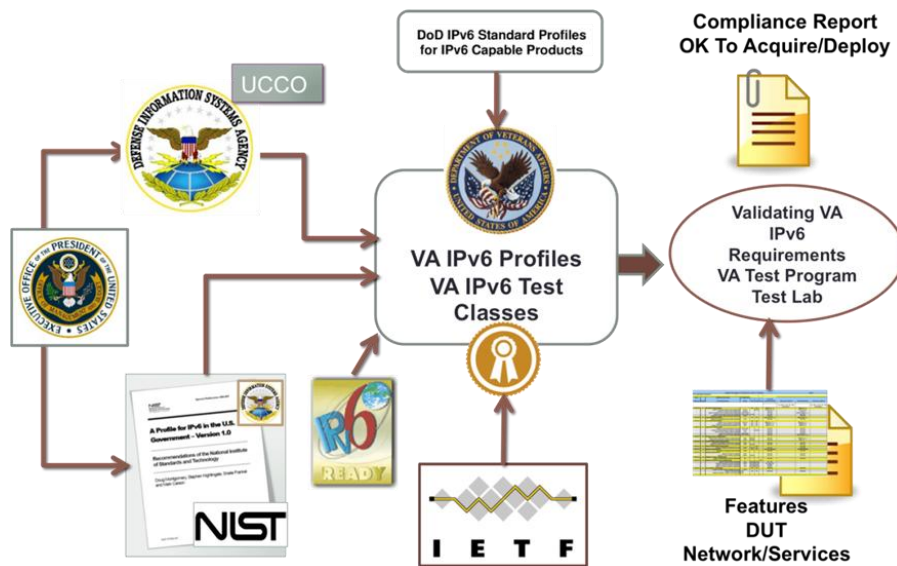 DoD IPv6 Standard Profiles
for IPv6 Capable Products
Compliance Report
OK To Acquire/Deploy
UCCO
DEFENSE INFORMATION SYSTEMS AGENCY
DEPARTMENT OF VETERANS AFFAIRS
UNITED STATES OF AMERICA
VA IPv6 Profiles
VA IPv6 Test
Classes
Validating VA
IPv6
Requirements
VA Test Program
Test Lab
EXECUTIVE OFFICE OF THE PRESIDENT OF THE UNITED STATES
A Profile for IPv6 in the U.S.
Government – Version 1.0
Recommendations of the National Institute
of Standards and Technology
NIST
IPv6
READY
I E T F
Features
DUT
Network/Services